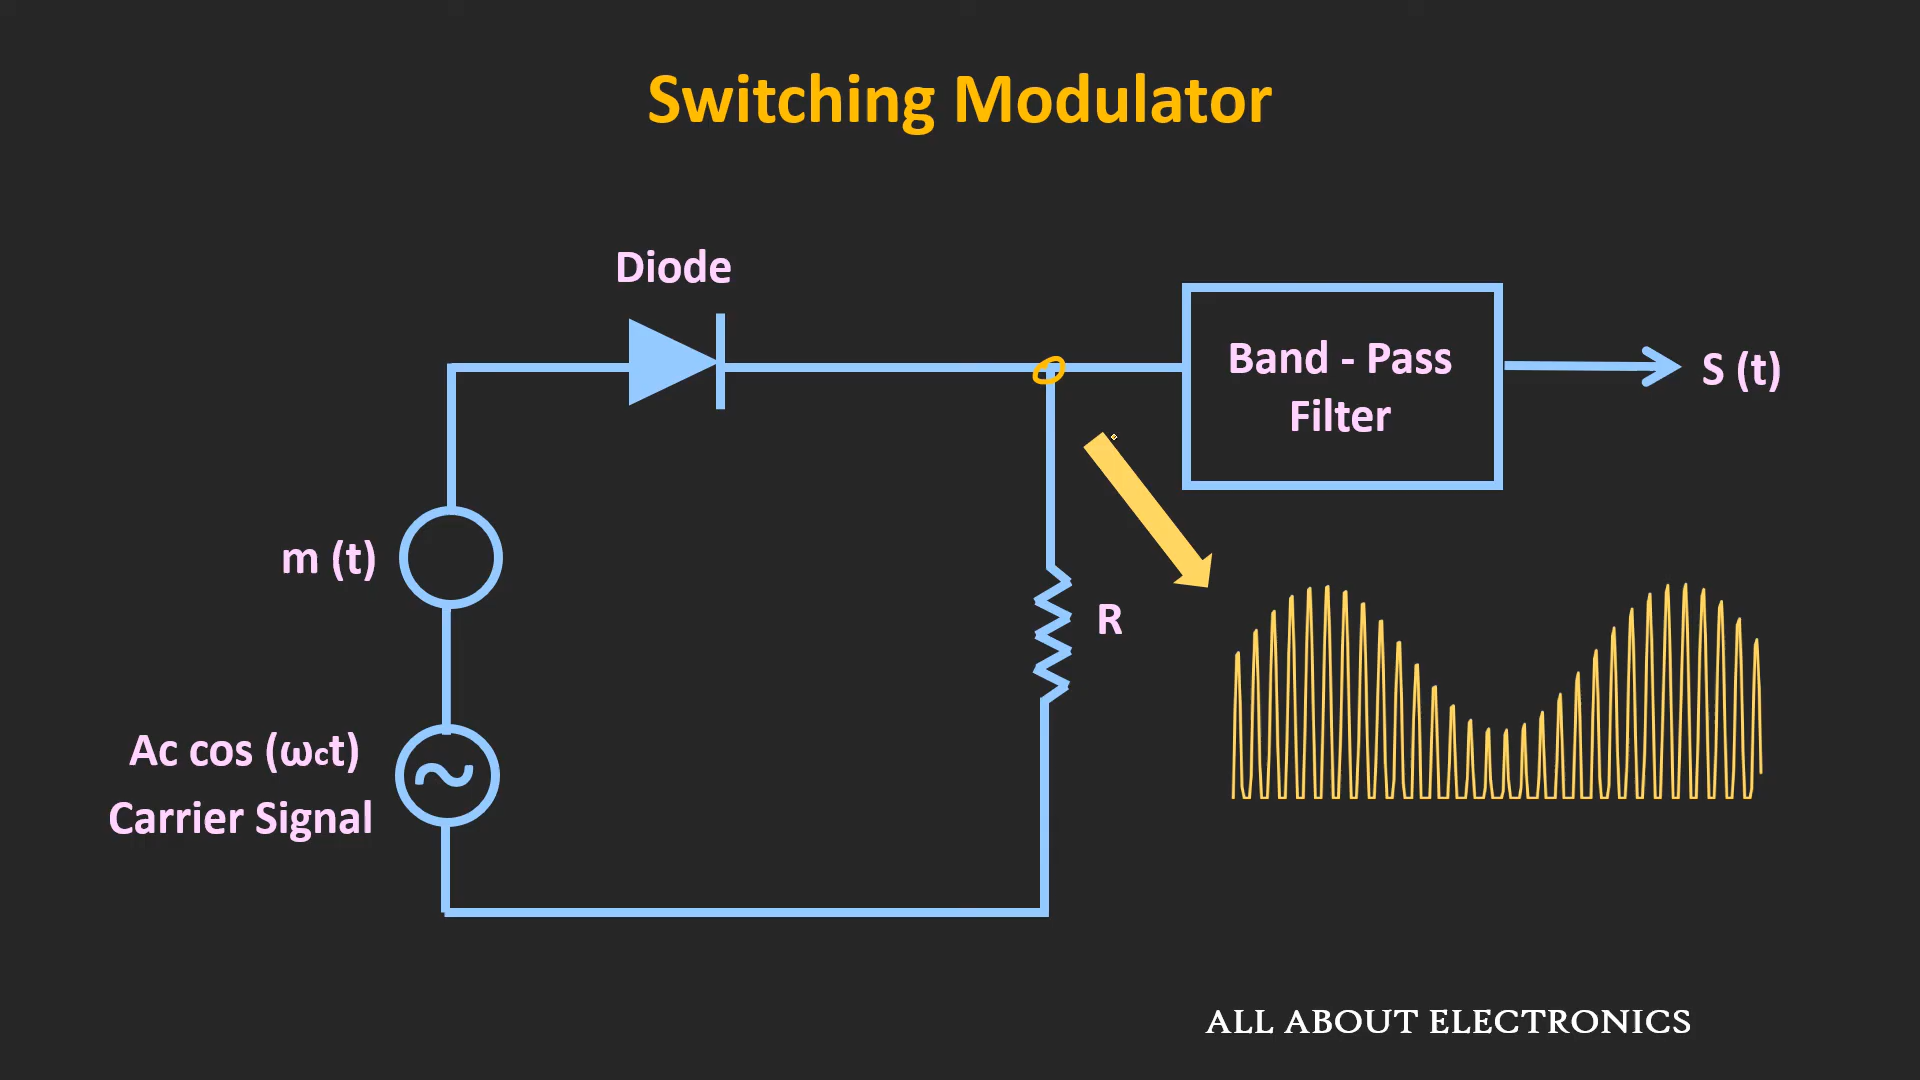 Switching Modulator
Diode
Band - Pass
Filter
S (t)
m (t)
R
Ac cos (ωct)
Carrier Signal
ALL ABOUT ELECTRONICS